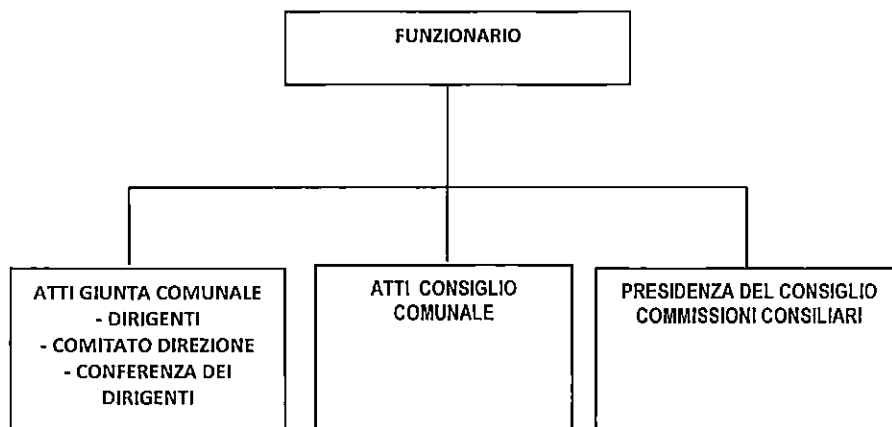 FUNZIONARIO
ATTI GIUNTA COMUNALE
- DIRIGENTI
- COMITATO DIREZIONE
- CONFERENZA DEI
DIRIGENTI
ATTI CONSIGLIO
COMUNALE
PRESIDENZA DEL CONSIGLIO
COMMISSIONI CONSILIARI